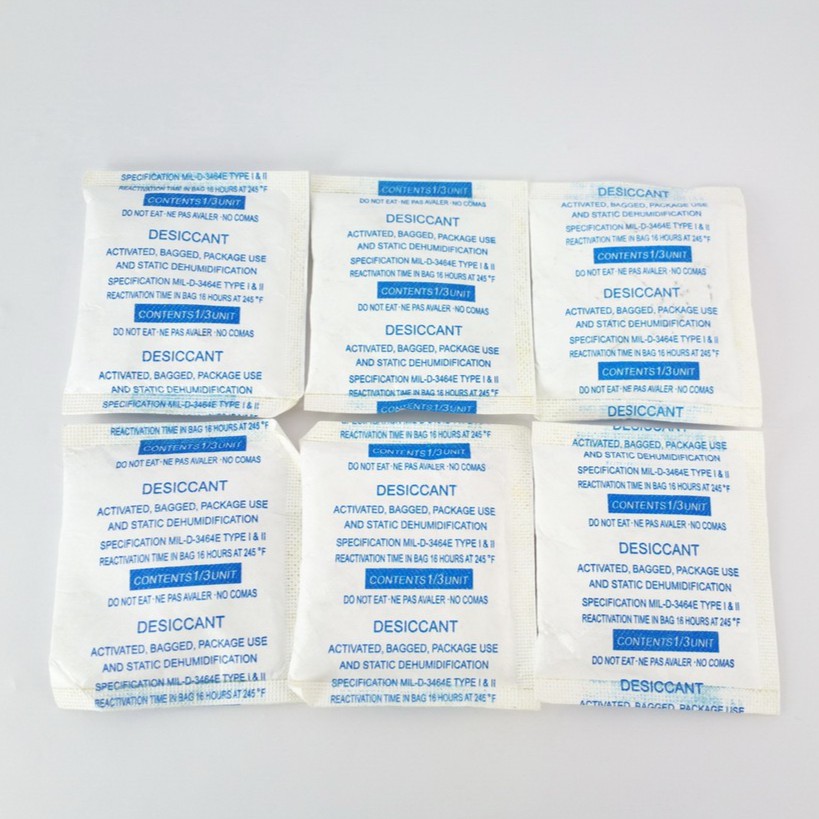 SPECIFICATION MIL-D-3464E TYPE I & II
REACTIVATION TIME IN BAG 16 HOURS AT 245 °F
CONTENTS 1/3 UNIT
DO NOT EAT·NE PAS AVALER·NO COMAS
DESICCANT
ACTIVATED, BAGGED, PACKAGE USE
AND STATIC DEHUMIDIFICATION
SPECIFICATION MIL-D-3464E TYPE I & II
REACTIVATION TIME IN BAG 16 HOURS AT 245 °F
CONTENTS 1/3 UNIT
DO NOT EAT·NE PAS AVALER·NO COMAS
DESICCANT
ACTIVATED, BAGGED, PACKAGE USE
AND STATIC DEHUMIDIFICATION
SPECIFICATION MIL-D-3464E TYPE I & II
CONTENTS 1/3 UNIT
DO NOT EAT·NE PAS AVALER·NO COMAS
DESICCANT
ACTIVATED, BAGGED, PACKAGE USE
AND STATIC DEHUMIDIFICATION
SPECIFICATION MIL-D-3464E TYPE I & II
REACTIVATION TIME IN BAG 16 HOURS AT 245 °F
CONTENTS 1/3 UNIT
DO NOT EAT·NE PAS AVALER·NO COMAS
DESICCANT
ACTIVATED, BAGGED, PACKAGE USE
AND STATIC DEHUMIDIFICATION
SPECIFICATION MIL-D-3464E TYPE I & II
REACTIVATION TIME IN BAG 16 HOURS AT 245 °F
CONTENTS 1/3 UNIT
DESICCANT
ACTIVATED, BAGGED, PACKAGE USE
AND STATIC DEHUMIDIFICATION
SPECIFICATION MIL-D-3464E TYPE I & II
REACTIVATION TIME IN BAG 16 HOURS AT 245 °F
CONTENTS 1/3 UNIT
DO NOT EAT·NE PAS AVALER·NO COMAS
DESICCANT
ACTIVATED, BAGGED, PACKAGE USE
AND STATIC DEHUMIDIFICATION
SPECIFICATION MIL-D-3464E TYPE I & II
REACTIVATION TIME IN BAG 16 HOURS AT 245 °F
CONTENTS 1/3 UNIT
DO NOT EAT·NE PAS AVALER·NO COMAS
DESICCANT
REACTIVATION TIME IN BAG 16 HOURS AT 245 °F
CONTENTS 1/3 UNIT
DO NOT EAT·NE PAS AVALER·NO COMAS
DESICCANT
ACTIVATED, BAGGED, PACKAGE USE
AND STATIC DEHUMIDIFICATION
SPECIFICATION MIL-D-3464E TYPE I & II
REACTIVATION TIME IN BAG 16 HOURS AT 245 °F
CONTENTS 1/3 UNIT
DO NOT EAT·NE PAS AVALER·NO COMAS
DESICCANT
ACTIVATED, BAGGED, PACKAGE USE
AND STATIC DEHUMIDIFICATION
SPECIFICATION MIL-D-3464E TYPE I & II
REACTIVATION TIME IN BAG 16 HOURS AT 245 °F
REACTIVATION TIME IN BAG 16 HOURS AT 245 °F
CONTENTS 1/3 UNIT
DO NOT EAT·NE PAS AVALER·NO COMAS
DESICCANT
ACTIVATED, BAGGED, PACKAGE USE
AND STATIC DEHUMIDIFICATION
SPECIFICATION MIL-D-3464E TYPE I & II
REACTIVATION TIME IN BAG 16 HOURS AT 245 °F
CONTENTS 1/3 UNIT
DO NOT EAT·NE PAS AVALER·NO COMAS
DESICCANT
ACTIVATED, BAGGED, PACKAGE USE
AND STATIC DEHUMIDIFICATION
SPECIFICATION MIL-D-3464E TYPE I & II
REACTIVATION TIME IN BAG 16 HOURS AT 245 °F
DESICCANT
ACTIVATED, BAGGED, PACKAGE USE
AND STATIC DEHUMIDIFICATION
SPECIFICATION MIL-D-3464E TYPE I & II
REACTIVATION TIME IN BAG 16 HOURS AT 245 °F
CONTENTS 1/3 UNIT
DO NOT EAT·NE PAS AVALER·NO COMAS
DESICCANT
ACTIVATED, BAGGED, PACKAGE USE
AND STATIC DEHUMIDIFICATION
SPECIFICATION MIL-D-3464E TYPE I & II
REACTIVATION TIME IN BAG 16 HOURS AT 245 °F
CONTENTS 1/3 UNIT
DO NOT EAT·NE PAS AVALER·NO COMAS
DESICCANT
ACTIVATED, BAGGED, PACKAGE USE